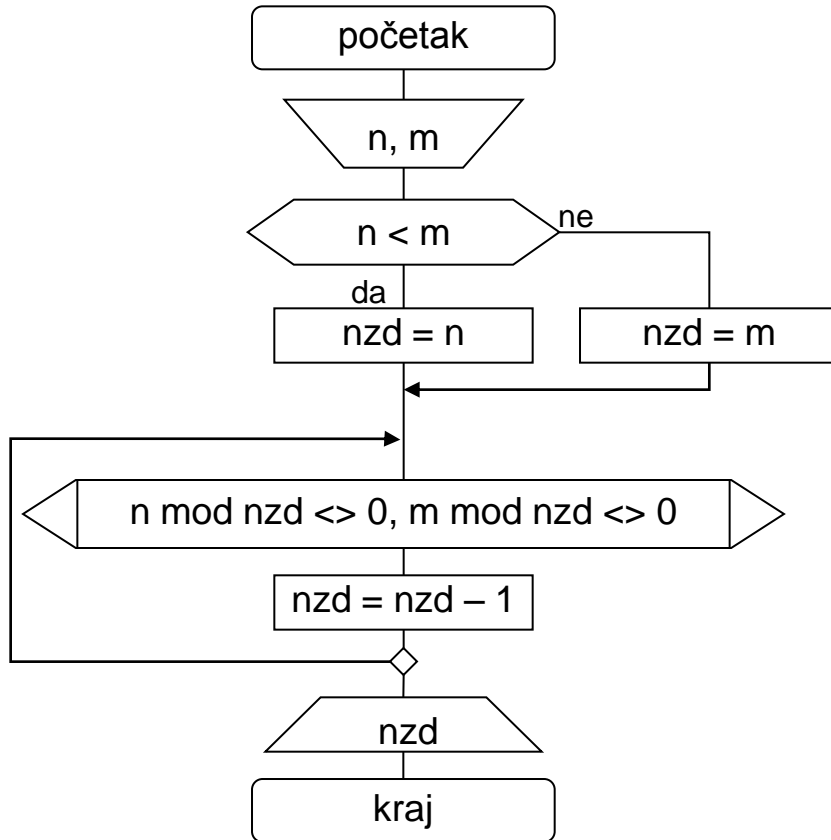 početak
n, m
n < m
ne
da
nzd = n
nzd = m
n mod nzd <> 0, m mod nzd <> 0
nzd = nzd – 1
nzd
kraj